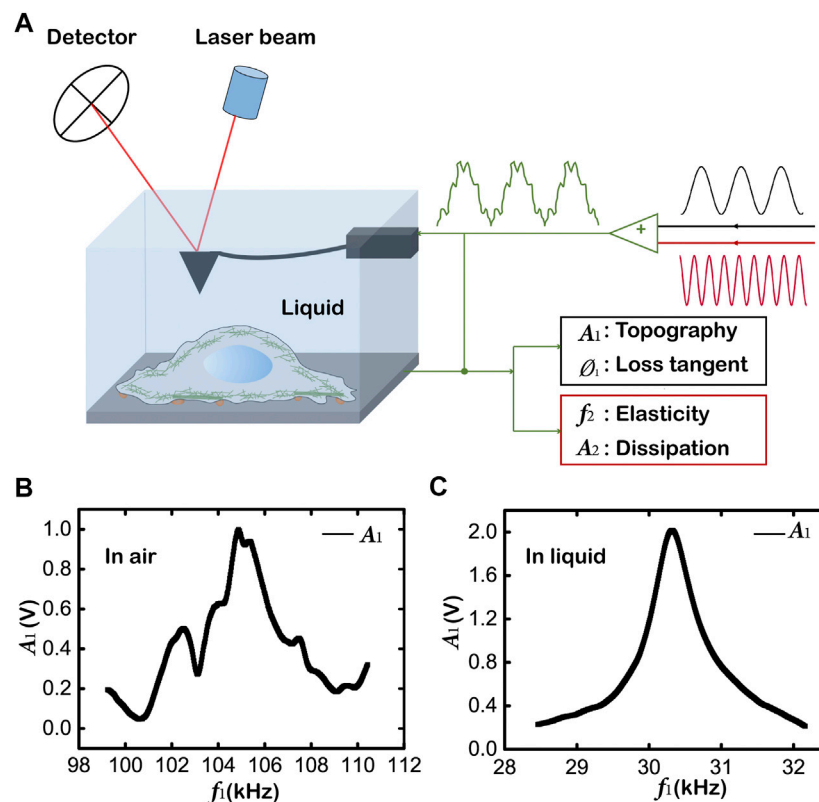 A
Detector
Laser beam
+
Liquid
A₁ : Topography
Ø₁ : Loss tangent
f₂ : Elasticity
A₂ : Dissipation
B
In air
A₁
A₁(V)
1.0
0.8
0.6
0.4
0.2
0.0
98 100 102 104 106 108 110 112
f₁(kHz)
C
In liquid
A₁
A₁(V)
2.0
1.6
1.2
0.8
0.4
0.0
28 29 30 31 32
f₁(kHz)